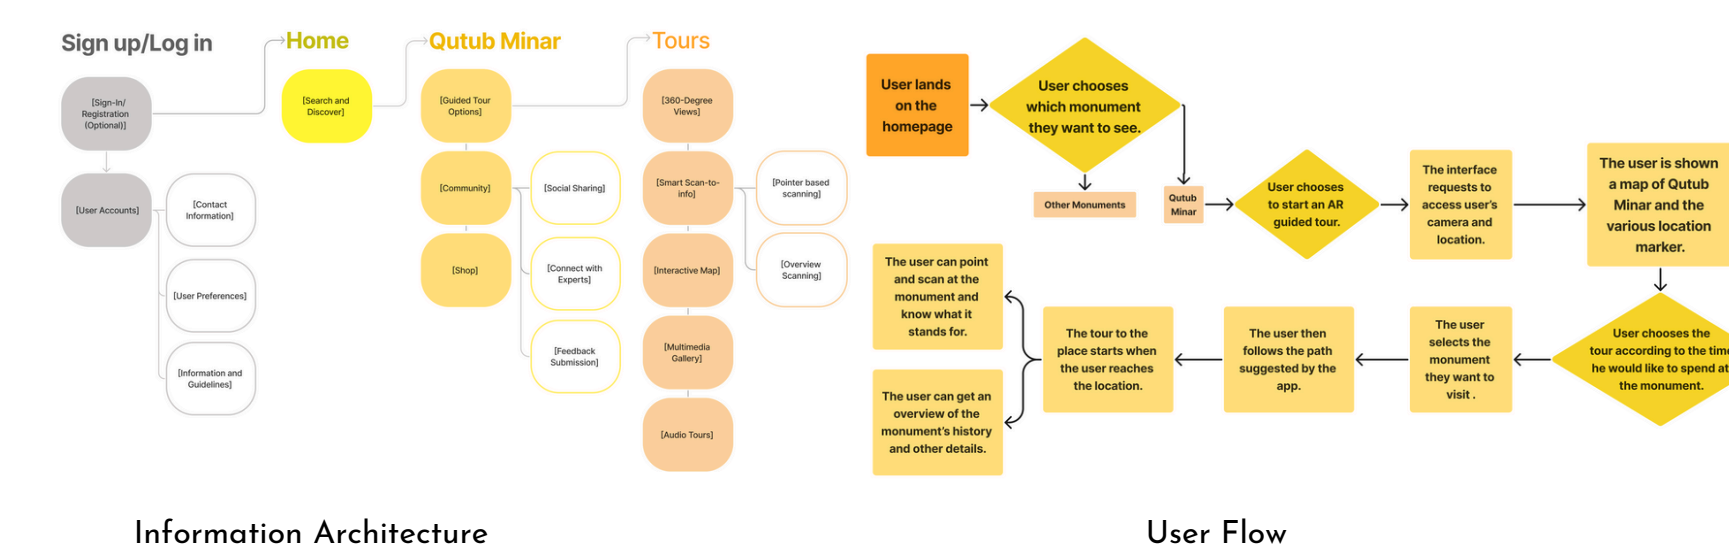 Sign up/Log in
Home
Qutub Minar
Tours
[Sign-In/
Registration
(Optional)]
[User Accounts]
[Contact
Information]
[User Preferences]
[Information and
Guidelines]
[Search and
Discover]
[Guided Tour
Options]
[Community]
[Shop]
[Social Sharing]
[Connect with
Experts]
[Feedback
Submission]
[360-Degree
Views]
[Smart Scan-to-
info]
[Interactive Map]
[Multimedia
Gallery]
[Audio Tours]
[Pointer based
scanning]
[Overview
Scanning]
Information Architecture
User lands
on the
homepage
User chooses
which monument
they want to see.
Other Monuments
Qutub
Minar
User chooses
to start an AR
guided tour.
The interface
requests to
access user's
camera and
location.
The user is shown
a map of Qutub
Minar and the
various location
marker.
User chooses the
tour according to the time
he would like to spend at
the monument.
The user
selects the
monument
they want to
visit .
The user then
follows the path
suggested by the
app.
The tour to the
place starts when
the user reaches
the location.
The user can point
and scan at the
monument and
know what it
stands for.
The user can get an
overview of the
monument's history
and other details.
User Flow